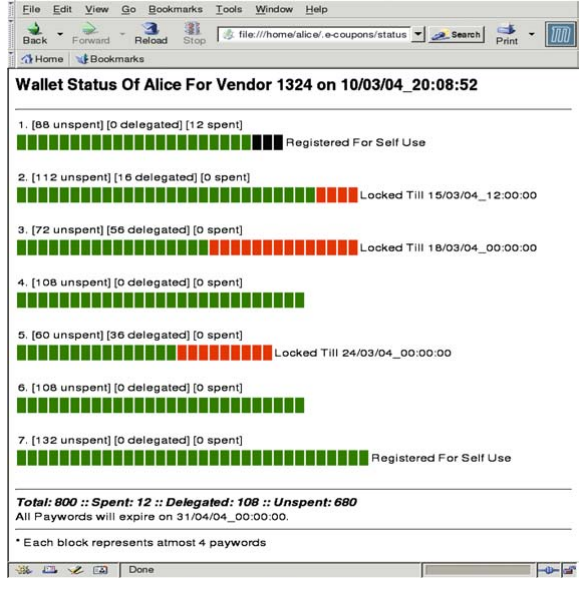 File Edit View Go Bookmarks Tools Window Help
Back Forward Reload Stop file:///home/alice/.e-coupons/status Search Print
Home Bookmarks
Wallet Status Of Alice For Vendor 1324 on 10/03/04_20:08:52
1. [88 unspent] [0 delegated] [12 spent]
Registered For Self Use
2. [112 unspent] [16 delegated] [0 spent]
Locked Till 15/03/04_12:00:00
3. [72 unspent] [56 delegated] [0 spent]
Locked Till 18/03/04_00:00:00
4. [108 unspent] [0 delegated] [0 spent]
5. [60 unspent] [36 delegated] [0 spent]
Locked Till 24/03/04_00:00:00
6. [108 unspent] [0 delegated] [0 spent]
7. [132 unspent] [0 delegated] [0 spent]
Registered For Self Use
Total: 800 :: Spent: 12 :: Delegated: 108 :: Unspent: 680
All Paywords will expire on 31/04/04_00:00:00.
* Each block represents atmost 4 paywords
Done